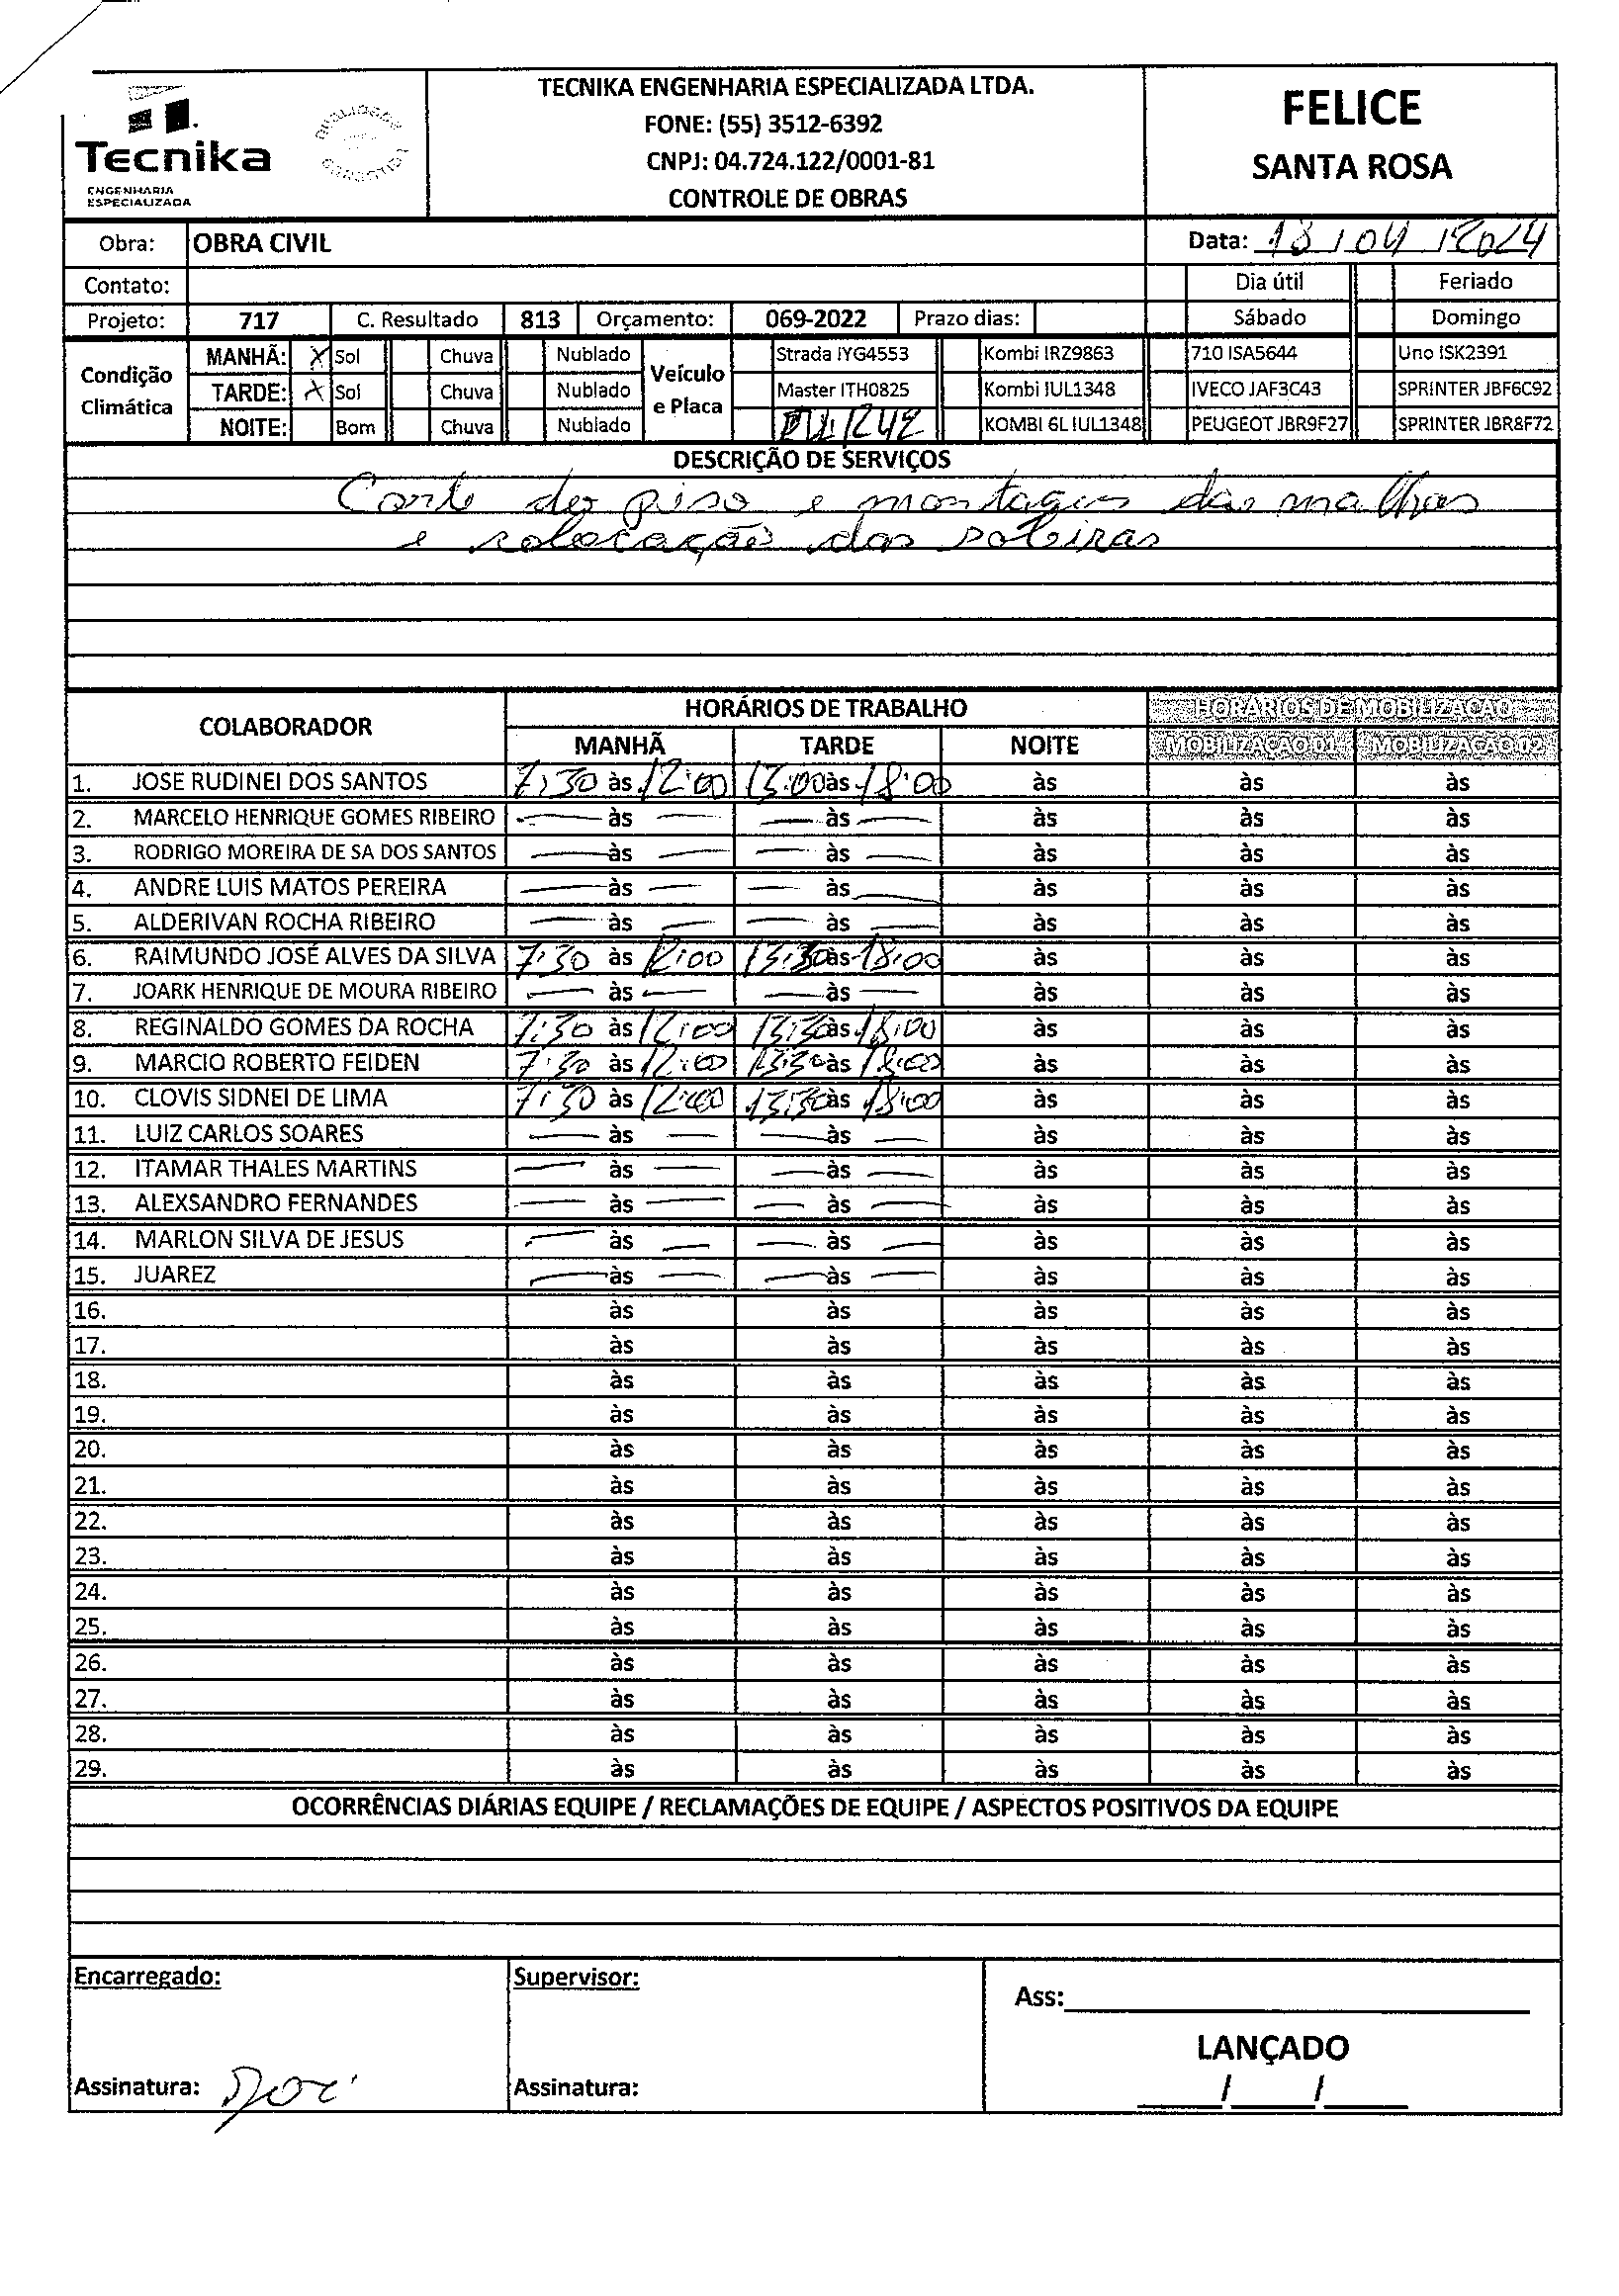 Tecnika
ENGENHARIA
ESPECIALIZADA
TECNIKA ENGENHARIA ESPECIALIZADA LTDA.
FONE: (55) 3512-6392
CNPJ: 04.724.122/0001-81
CONTROLE DE OBRAS
FELICE
SANTA ROSA
Obra: OBRA CIVIL Data: 18/04/2024
Contato: Dia útil Feriado
Projeto: 717 C. Resultado 813 Orçamento: 069-2022 Prazo dias: Sábado Domingo
Condição Climática
MANHÃ: X Sol Chuva Nublado
TARDE: X Sol Chuva Nublado
NOITE: Bom Chuva Nublado
Veículo e Placa
Strada IYG4553 Kombi IRZ9863 710 ISA5644 Uno ISK2391
Master ITH0825 Kombi IUL1348 IVECO JAF3C43 SPRINTER JBF6C92
KOMBI 6L IUL1348 PEUGEOT JBR9F27 SPRINTER JBR8F72
DESCRIÇÃO DE SERVIÇOS
Corte do piso e montagem das malhas
e colocação das soleiras
COLABORADOR HORÁRIOS DE TRABALHO HORÁRIOS DE MOBILIZAÇÃO
MANHÃ TARDE NOITE MOBILIZAÇÃO 01 MOBILIZAÇÃO 02
1. JOSE RUDINEI DOS SANTOS 7:30 às 12:00 13:00 às 18:00 às às às
2. MARCELO HENRIQUE GOMES RIBEIRO — às — — às — às às às
3. RODRIGO MOREIRA DE SA DOS SANTOS — às — — às — às às às
4. ANDRE LUIS MATOS PEREIRA — às — — às — às às às
5. ALDERIVAN ROCHA RIBEIRO — às — — às — às às às
6. RAIMUNDO JOSÉ ALVES DA SILVA 7:30 às 12:00 13:30 às 18:00 às às às
7. JOARK HENRIQUE DE MOURA RIBEIRO — às — — às — às às às
8. REGINALDO GOMES DA ROCHA 7:30 às 12:00 13:30 às 18:00 às às às
9. MARCIO ROBERTO FEIDEN 7:30 às 12:00 13:30 às 18:00 às às às
10. CLOVIS SIDNEI DE LIMA 7:30 às 12:00 13:30 às 18:00 às às às
11. LUIZ CARLOS SOARES — às — — às — às às às
12. ITAMAR THALES MARTINS — às — — às — às às às
13. ALEXSANDRO FERNANDES — às — — às — às às às
14. MARLON SILVA DE JESUS — às — — às — às às às
15. JUAREZ — às — — às — às às às
16. às às às às às
17. às às às às às
18. às às às às às
19. às às às às às
20. às às às às às
21. às às às às às
22. às às às às às
23. às às às às às
24. às às às às às
25. às às às às às
26. às às às às às
27. às às às às às
28. às às às às às
29. às às às às às
OCORRÊNCIAS DIÁRIAS EQUIPE / RECLAMAÇÕES DE EQUIPE / ASPECTOS POSITIVOS DA EQUIPE
Encarregado: Supervisor: Ass:
LANÇADO
Assinatura: Assinatura: / /